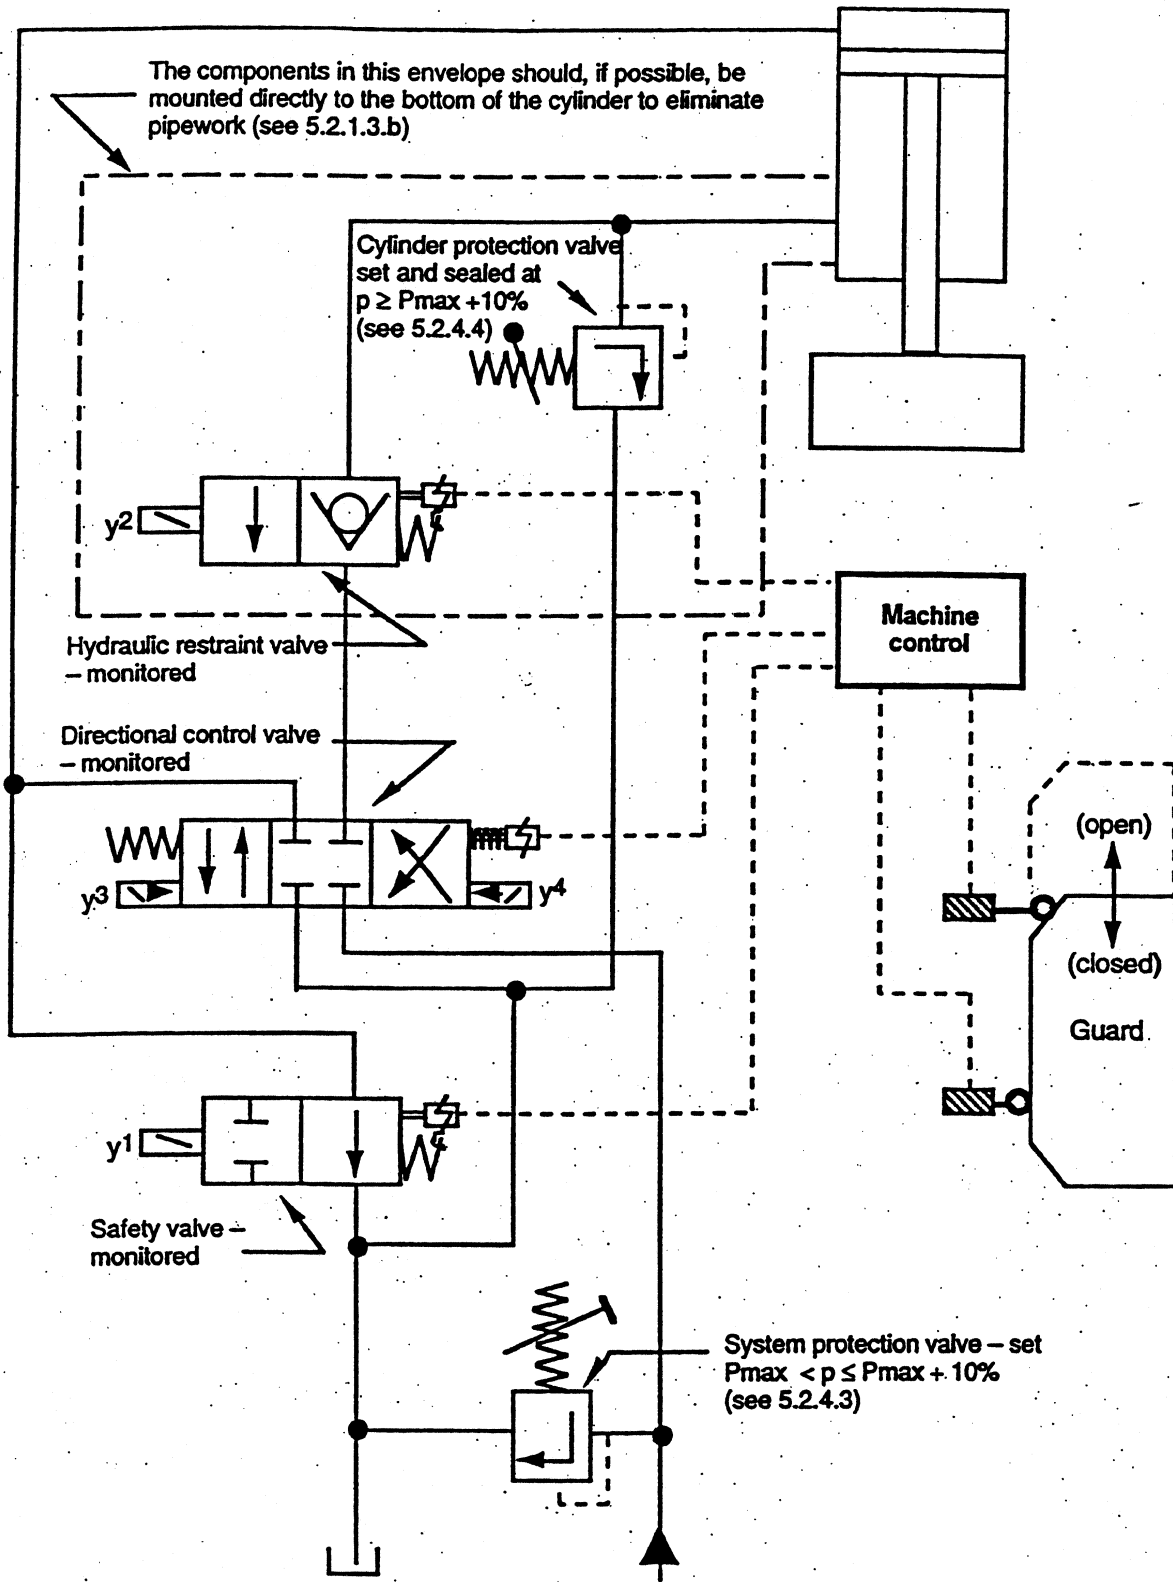 The components in this envelope should, if possible, be
mounted directly to the bottom of the cylinder to eliminate
pipework (see 5.2.1.3.b)
Cylinder protection valve
set and sealed at
p ≥ Pmax +10%
(see 5.2.4.4)
y2
Hydraulic restraint valve
– monitored
Machine
control
Directional control valve
– monitored
y3
y4
(open)
(closed)
Guard
y1
Safety valve –
monitored
System protection valve – set
Pmax < p ≤ Pmax + 10%
(see 5.2.4.3)